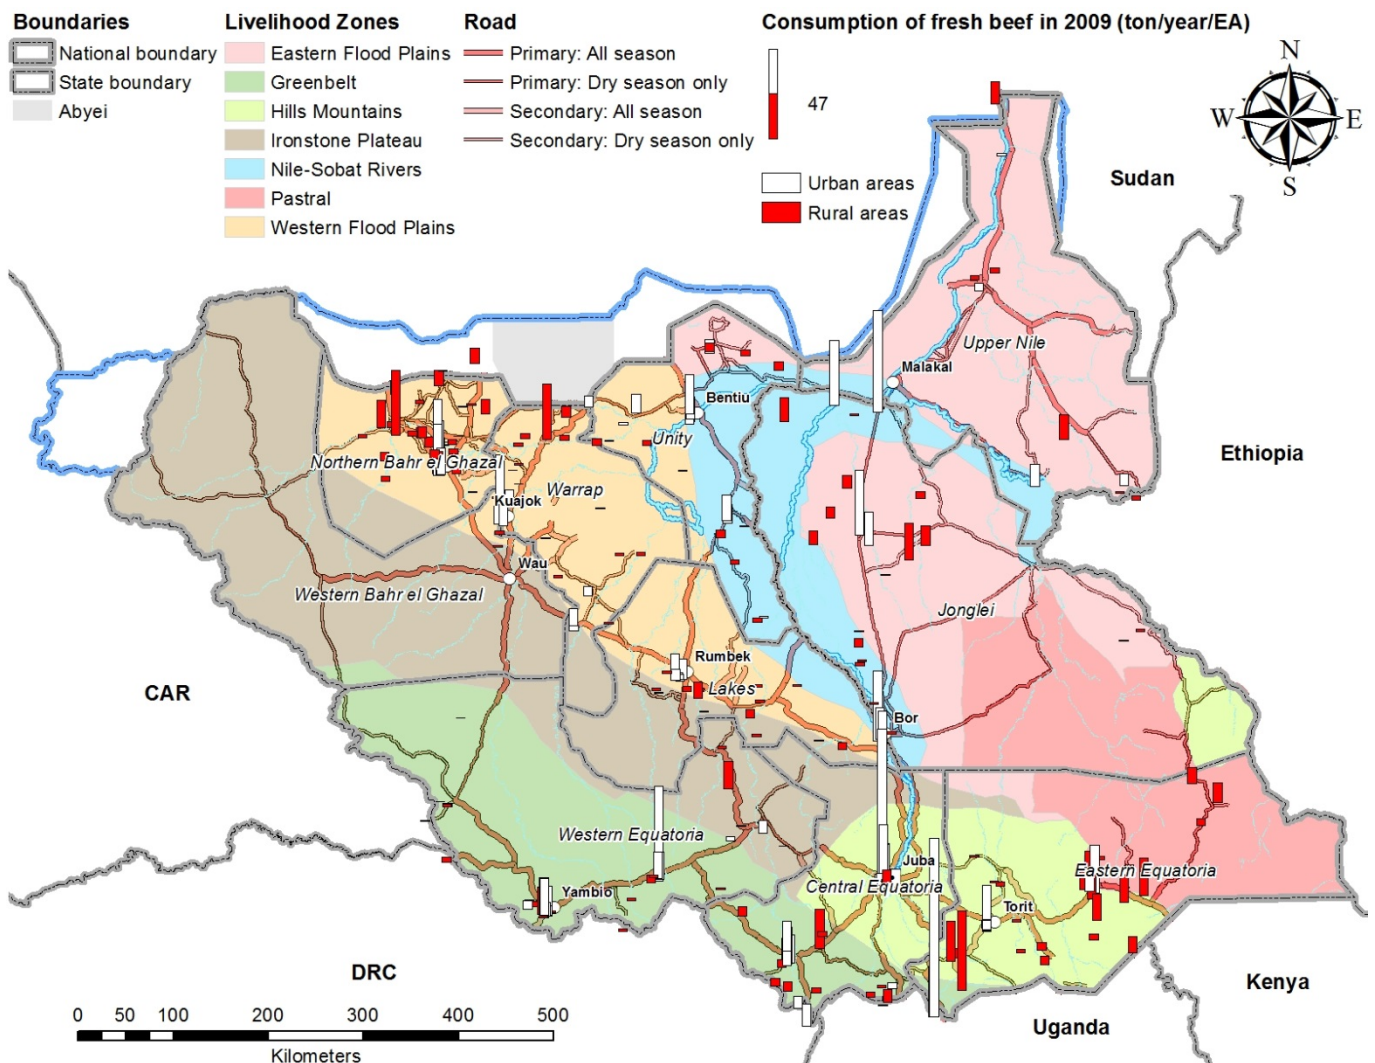 Boundaries
National boundary
State boundary
Abyei
Livelihood Zones
Eastern Flood Plains
Greenbelt
Hills Mountains
Ironstone Plateau
Nile-Sobat Rivers
Pastral
Western Flood Plains
Road
Primary: All season
Primary: Dry season only
Secondary: All season
Secondary: Dry season only
Consumption of fresh beef in 2009 (ton/year/EA)
47
Urban areas
Rural areas
N
W E
S
Sudan
Upper Nile
Malakal
Bentiu
Unity
Ethiopia
Northern Bahr el Ghazal
Warrap
Kuajok
Wau
Western Bahr el Ghazal
Jonglei
Rumbek
Lakes
CAR
Bor
Western Equatoria
Juba
Central Equatoria
Eastern Equatoria
Yambio
Torit
DRC
Kenya
Uganda
0 50 100 200 300 400 500
Kilometers